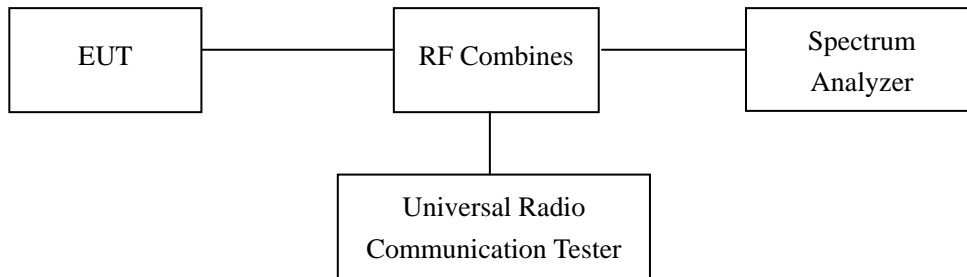 EUT
RF Combines
Spectrum
Analyzer
Universal Radio
Communication Tester